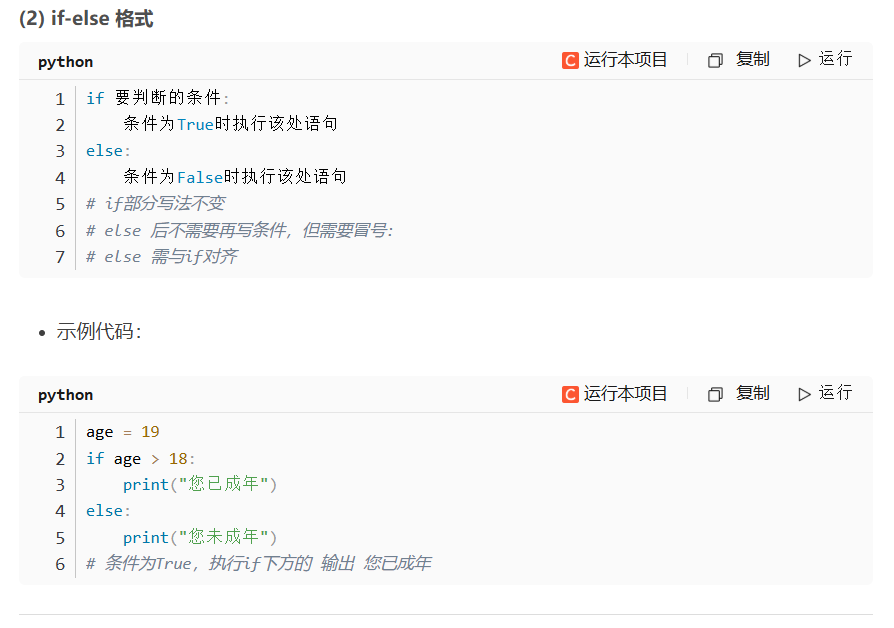 (2) if-else 格式
python 运行本项目 复制 运行
1 if 要判断的条件:
2     条件为True时执行该处语句
3 else:
4     条件为False时执行该处语句
5 # if部分写法不变
6 # else 后不需要再写条件，但需要冒号：
7 # else 需与if对齐
• 示例代码：
python 运行本项目 复制 运行
1 age = 19
2 if age > 18:
3     print("您已成年")
4 else:
5     print("您未成年")
6 # 条件为True，执行if下方的 输出 您已成年